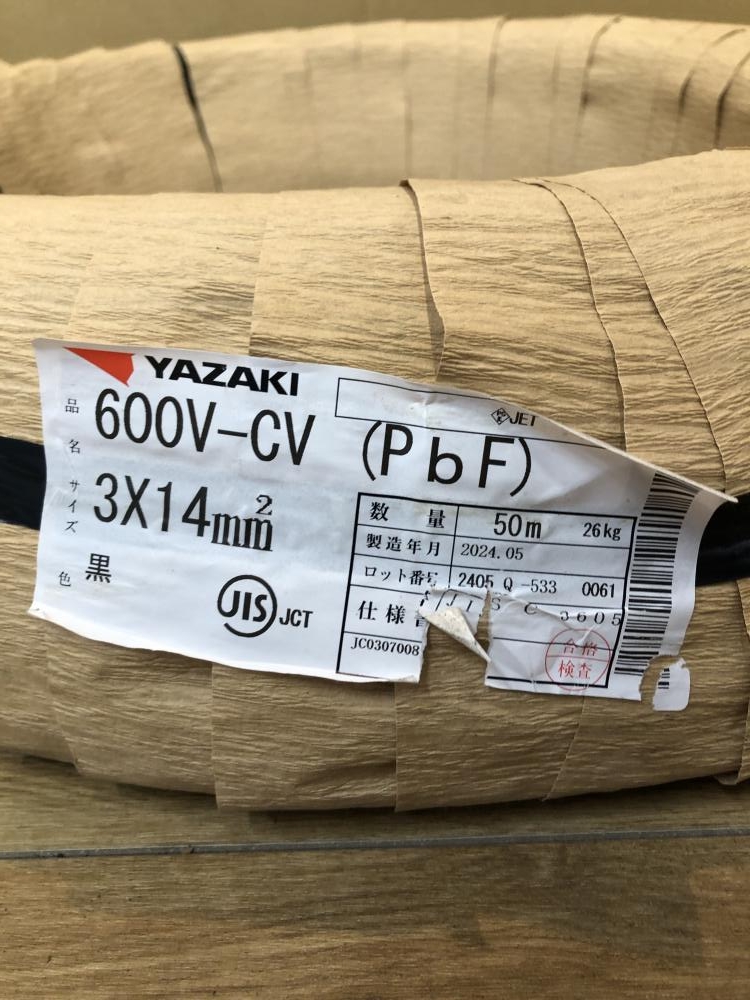 YAZAKI
JET
品名 600V-CV (PbF)
サイズ 3X14mm²
色 黒
JIS JCT
数量 50m 26kg
製造年月 2024.05
ロット番号 2405 Q -533 0061
仕様 JIS C 3605
JC0307008
合格
検査